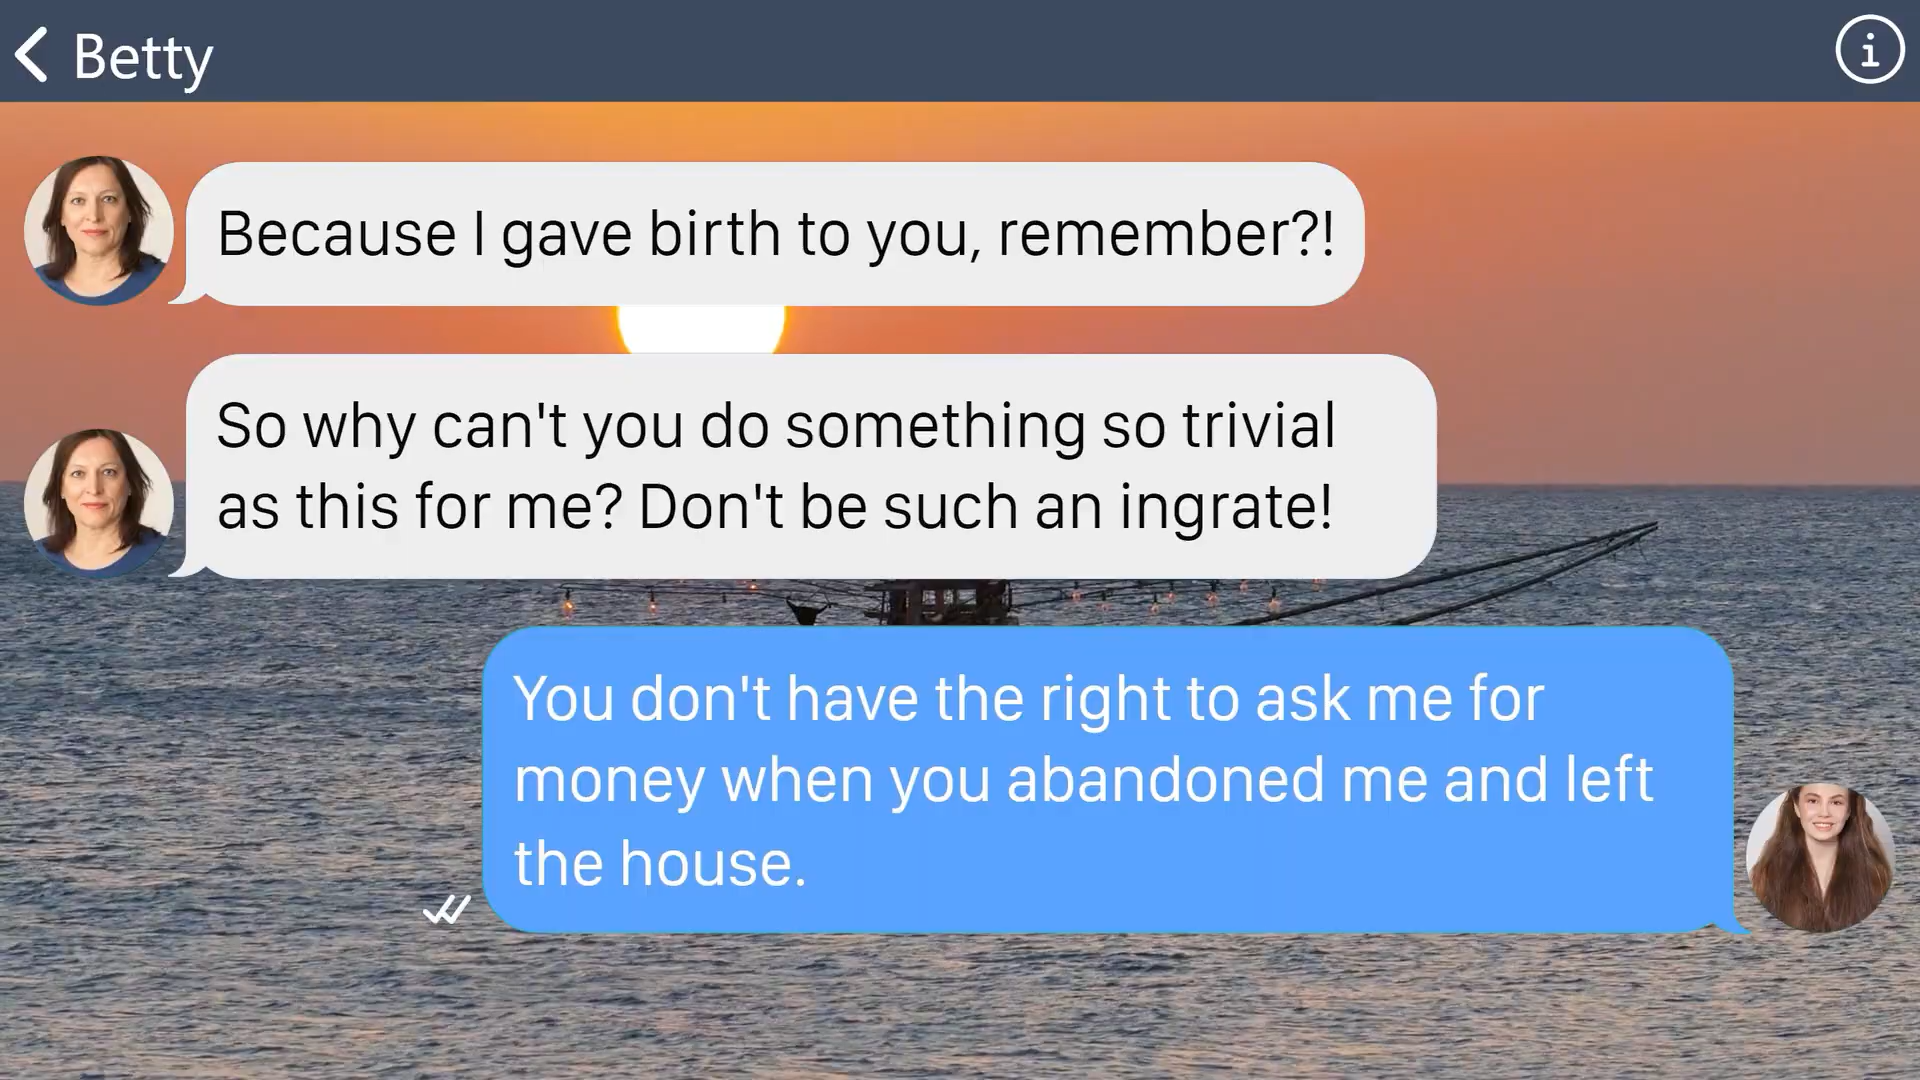 Betty
Because I gave birth to you, remember?!
So why can't you do something so trivial
as this for me? Don't be such an ingrate!
You don't have the right to ask me for
money when you abandoned me and left
the house.